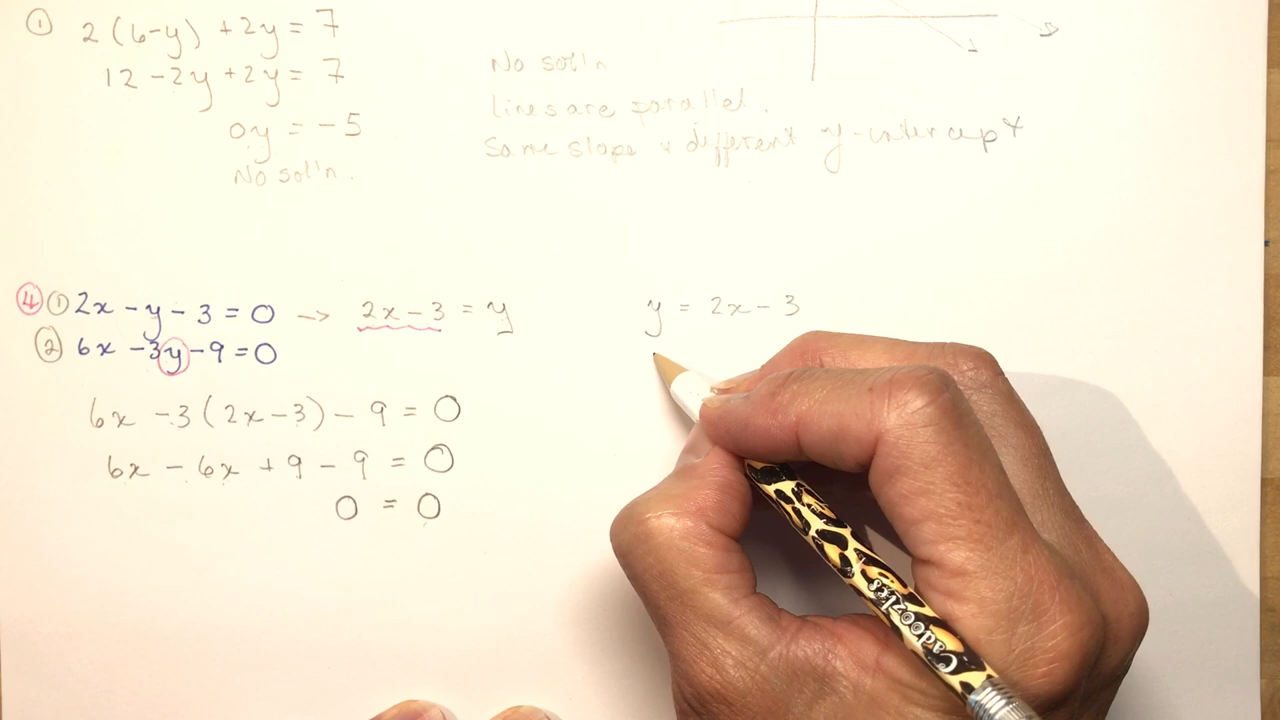 ① 2(6-y) + 2y = 7
12 - 2y + 2y = 7
0y = -5
No sol'n.
No sol'n
lines are parallel.
Same slope & different y-intercept
④ ① 2x - y - 3 = 0 → 2x - 3 = y
② 6x - 3y - 9 = 0
6x - 3(2x - 3) - 9 = 0
6x - 6x + 9 - 9 = 0
0 = 0
y = 2x - 3
Cadoozles